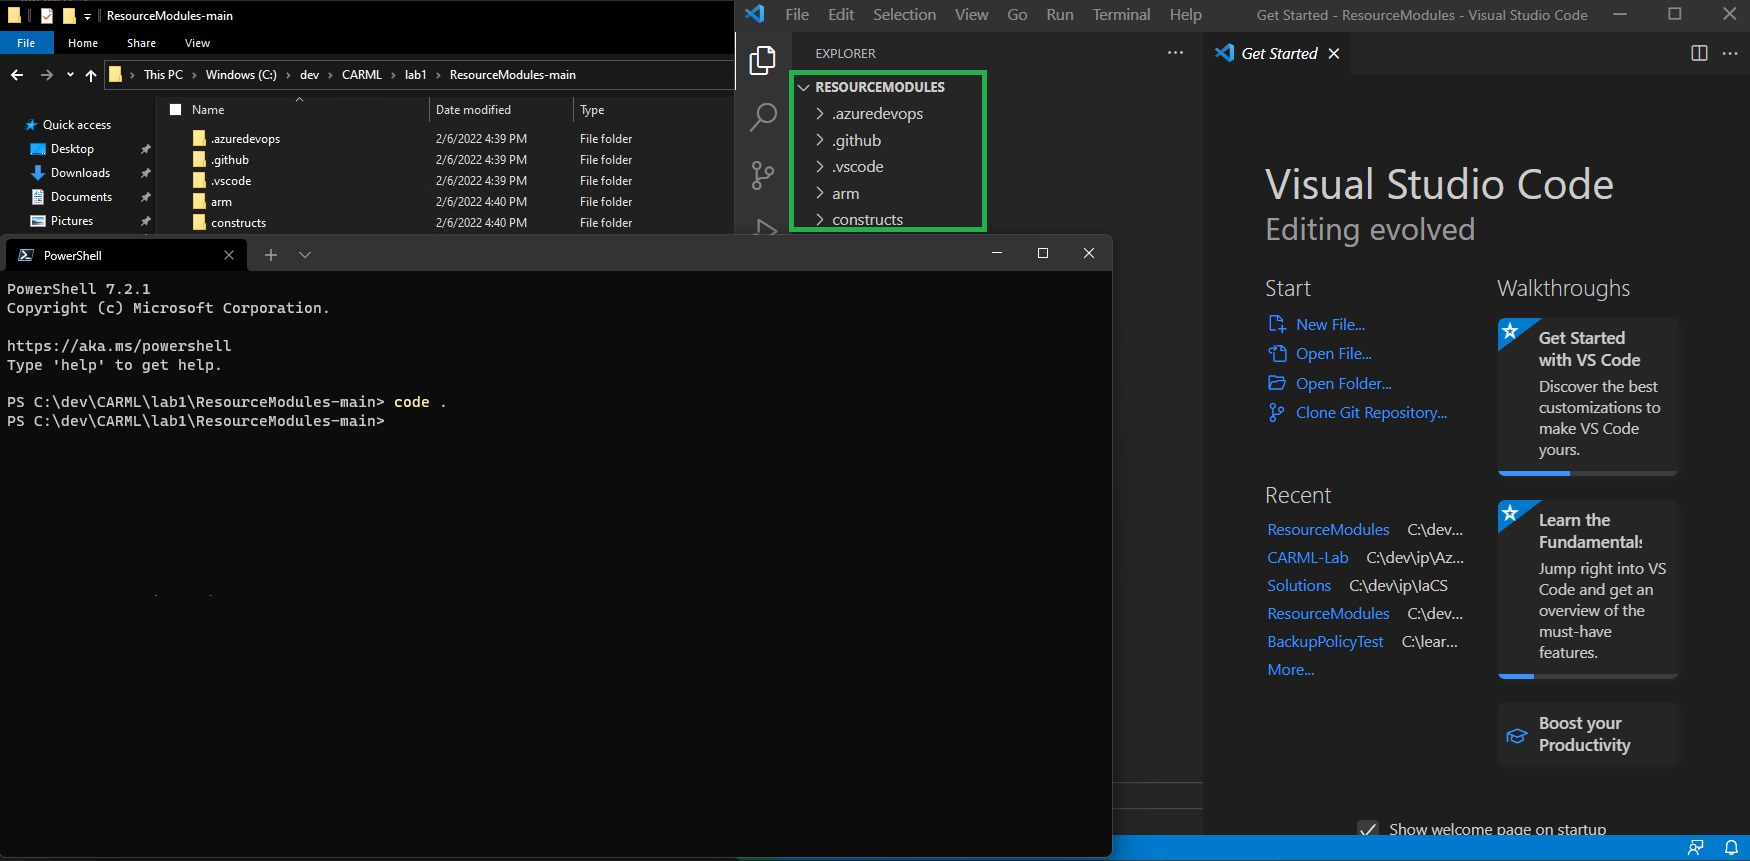 ResourceModules-main
File Home Share View
This PC Windows (C:) dev CARML lab1 ResourceModules-main
Name Date modified Type
Quick access
Desktop
Downloads
Documents
Pictures
.azuredevops 2/6/2022 4:39 PM File folder
.github 2/6/2022 4:39 PM File folder
.vscode 2/6/2022 4:39 PM File folder
arm 2/6/2022 4:40 PM File folder
constructs 2/6/2022 4:40 PM File folder
PowerShell
PowerShell 7.2.1
Copyright (c) Microsoft Corporation.
https://aka.ms/powershell
Type 'help' to get help.
PS C:\dev\CARML\lab1\ResourceModules-main> code .
PS C:\dev\CARML\lab1\ResourceModules-main>
File Edit Selection View Go Run Terminal Help Get Started - ResourceModules - Visual Studio Code
EXPLORER
RESOURCEMODULES
.azuredevops
.github
.vscode
arm
constructs
Get Started
Visual Studio Code
Editing evolved
Start
New File...
Open File...
Open Folder...
Clone Git Repository...
Recent
ResourceModules C:\dev...
CARML-Lab C:\dev\ip\Az...
Solutions C:\dev\ip\IaCS
ResourceModules C:\dev...
BackupPolicyTest C:\lear...
More...
Walkthroughs
Get Started
with VS Code
Discover the best
customizations to
make VS Code
yours.
Learn the
Fundamentals
Jump right into VS
Code and get an
overview of the
must-have
features.
Boost your
Productivity
Show welcome page on startup